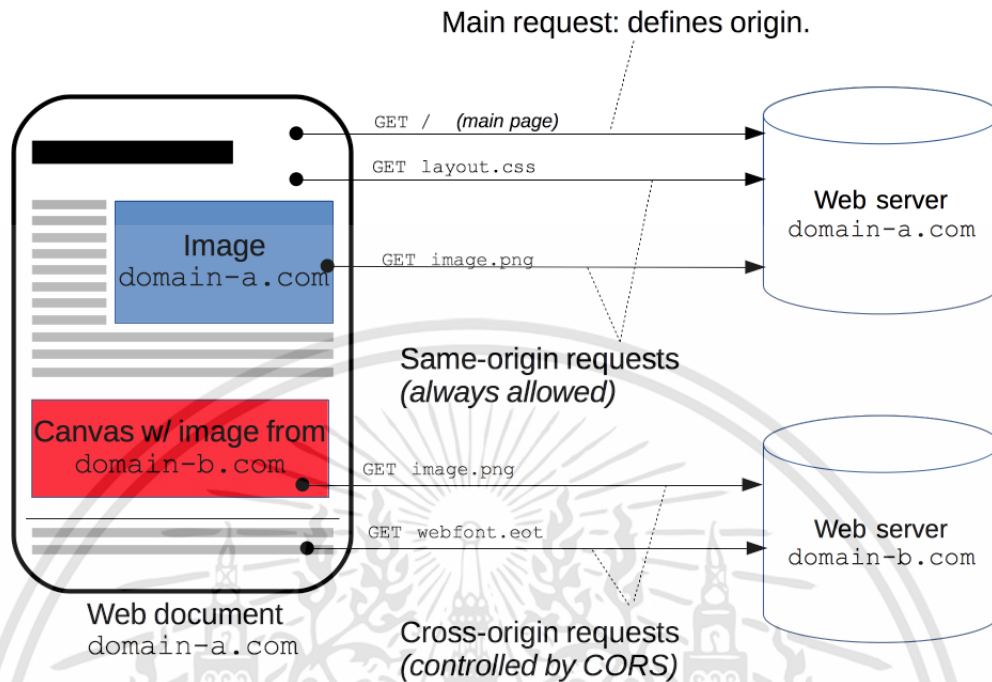 Main request: defines origin.
GET / (main page)
GET layout.css
Web server
domain-a.com
Image
domain-a.com
GET image.png
Same-origin requests
(always allowed)
Canvas w/ image from
domain-b.com
GET image.png
GET webfont.eot
Web server
domain-b.com
Web document
domain-a.com
Cross-origin requests
(controlled by CORS)